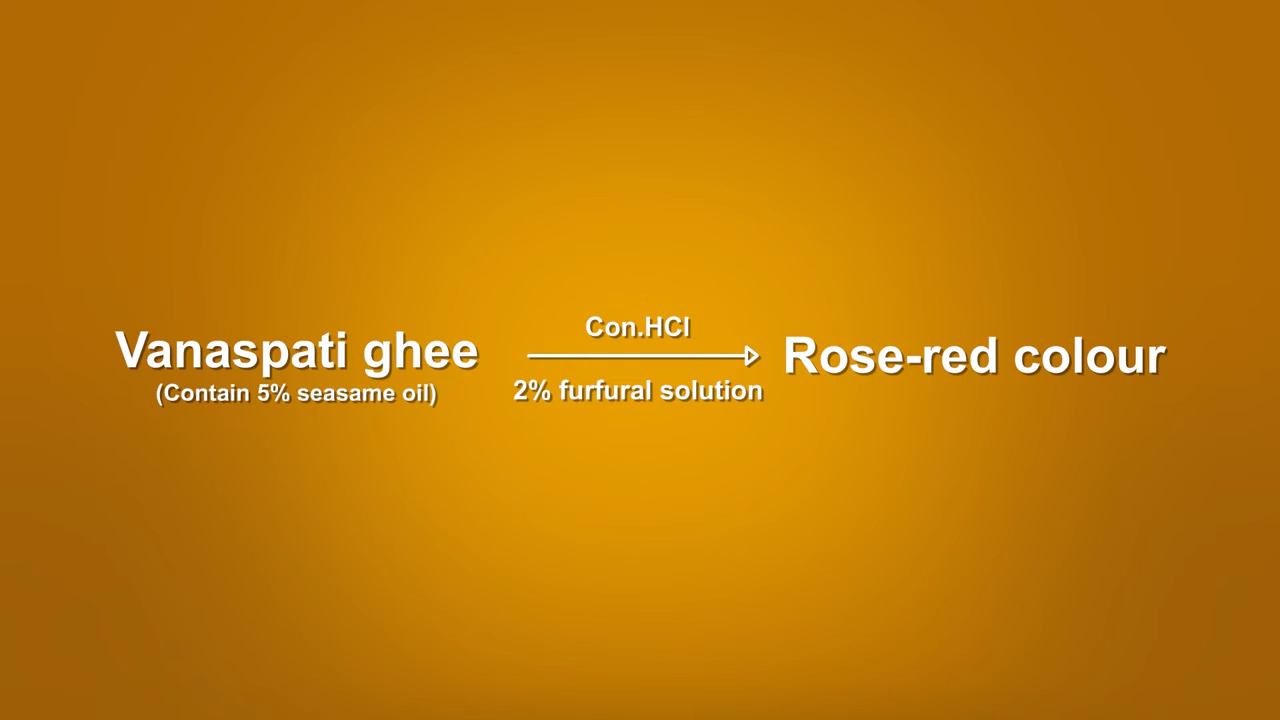 Vanaspati ghee
(Contain 5% seasame oil)
Con.HCl
2% furfural solution
Rose-red colour